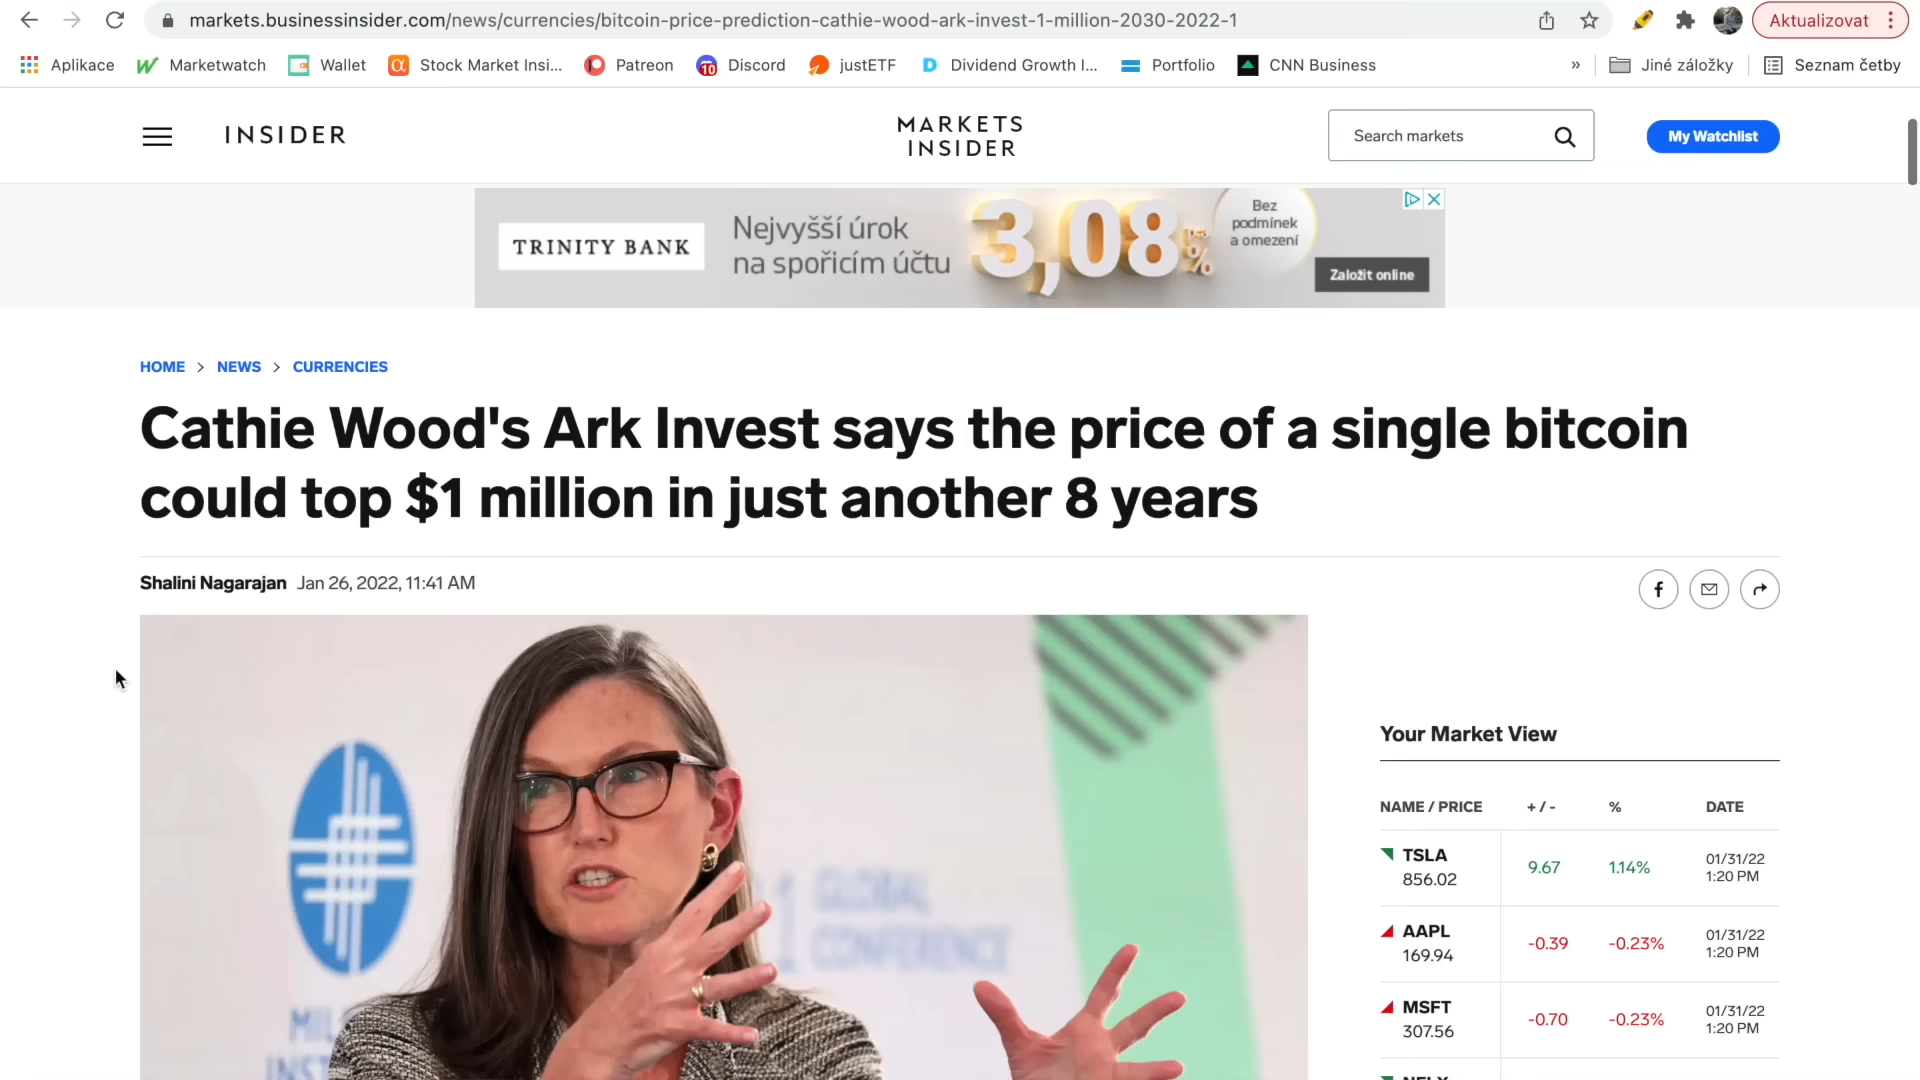 markets.businessinsider.com/news/currencies/bitcoin-price-prediction-cathie-wood-ark-invest-1-million-2030-2022-1
Aktualizovat
Aplikace
Marketwatch
Wallet
Stock Market Insi...
Patreon
10
Discord
justETF
Dividend Growth I...
Portfolio
CNN Business
»
Jiné záložky
Seznam četby
INSIDER
MARKETS
INSIDER
Search markets
My Watchlist
TRINITY BANK
Nejvyšší úrok
na spořicím účtu
3,08%
Bez
podmínek
a omezení
Založit online
HOME > NEWS > CURRENCIES
Cathie Wood's Ark Invest says the price of a single bitcoin
could top $1 million in just another 8 years
Shalini Nagarajan Jan 26, 2022, 11:41 AM
GLOBAL
CONFERENCE
Your Market View
NAME / PRICE + / - % DATE
TSLA
856.02
9.67
1.14%
01/31/22
1:20 PM
AAPL
169.94
-0.39
-0.23%
01/31/22
1:20 PM
MSFT
307.56
-0.70
-0.23%
01/31/22
1:20 PM